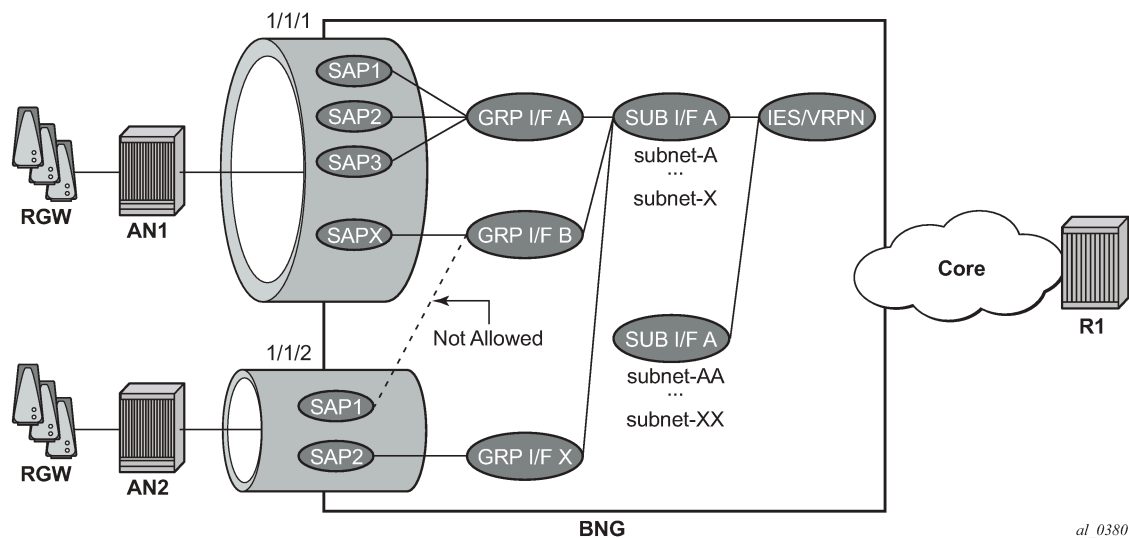 1/1/1
SAP1
SAP2
SAP3
SAPX
GRP I/F A
SUB I/F A
IES/VRPN
subnet-A
...
subnet-X
RGW
AN1
GRP I/F B
Core
R1
Not Allowed
SUB I/F A
subnet-AA
...
subnet-XX
1/1/2
SAP1
SAP2
GRP I/F X
RGW
AN2
BNG
al_0380